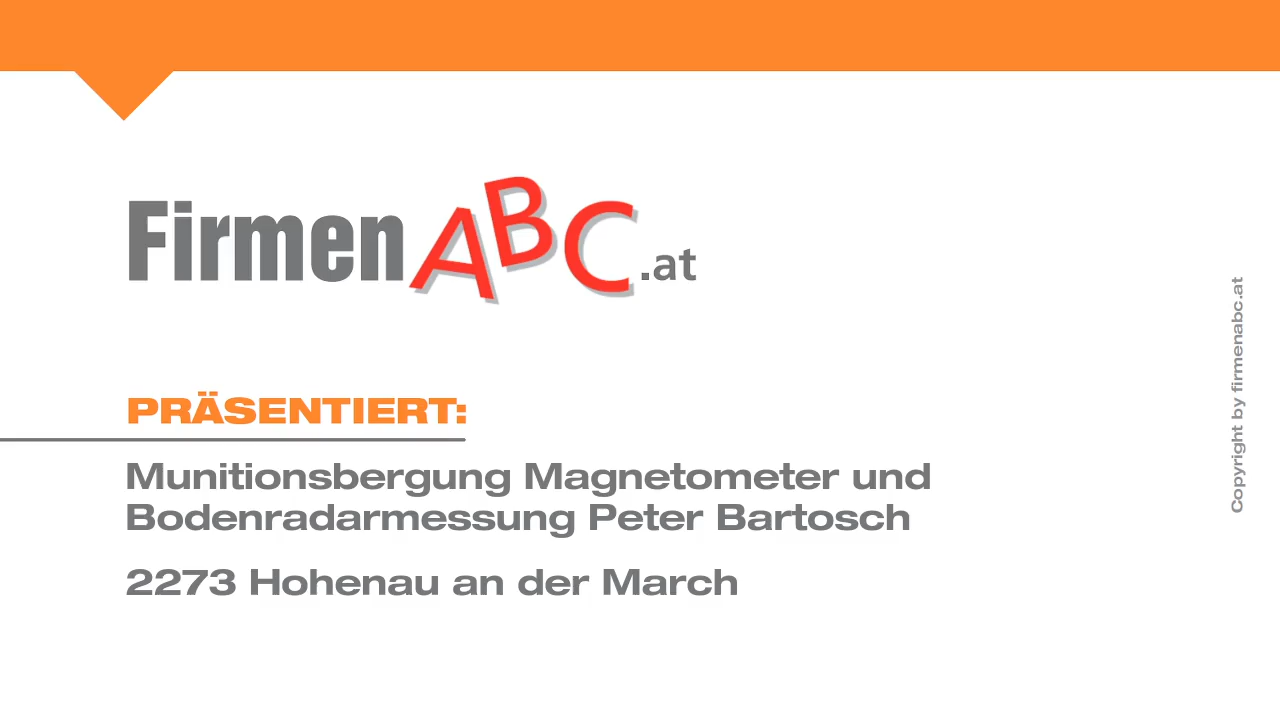 FirmenABC.at
PRÄSENTIERT:
Munitionsbergung Magnetometer und
Bodenradarmessung Peter Bartosch
2273 Hohenau an der March
Copyright by firmenabc.at